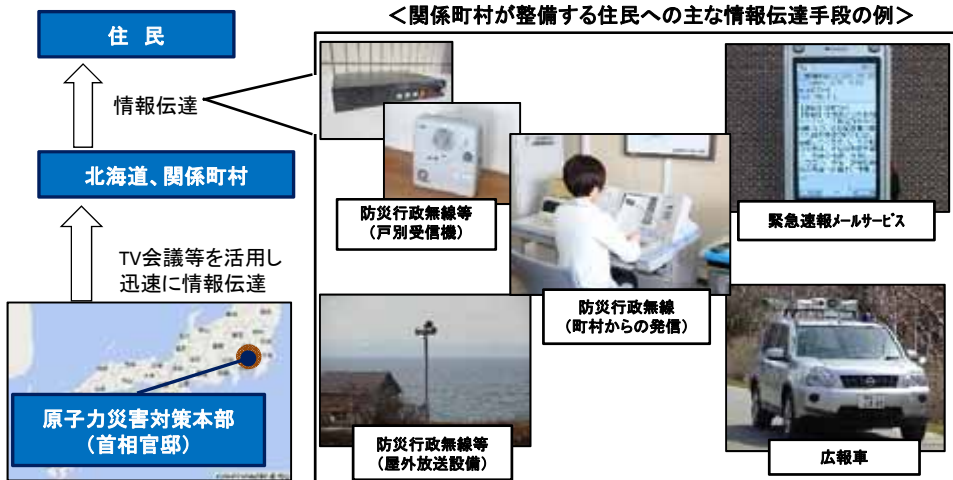 ＜関係町村が整備する住民への主な情報伝達手段の例＞
住 民
情報伝達
北海道、関係町村
TV会議等を活用し
迅速に情報伝達
原子力災害対策本部
（首相官邸）
防災行政無線等
（戸別受信機）
防災行政無線
（町村からの発信）
緊急速報ﾒｰﾙサービス
防災行政無線等
（屋外放送設備）
広報車